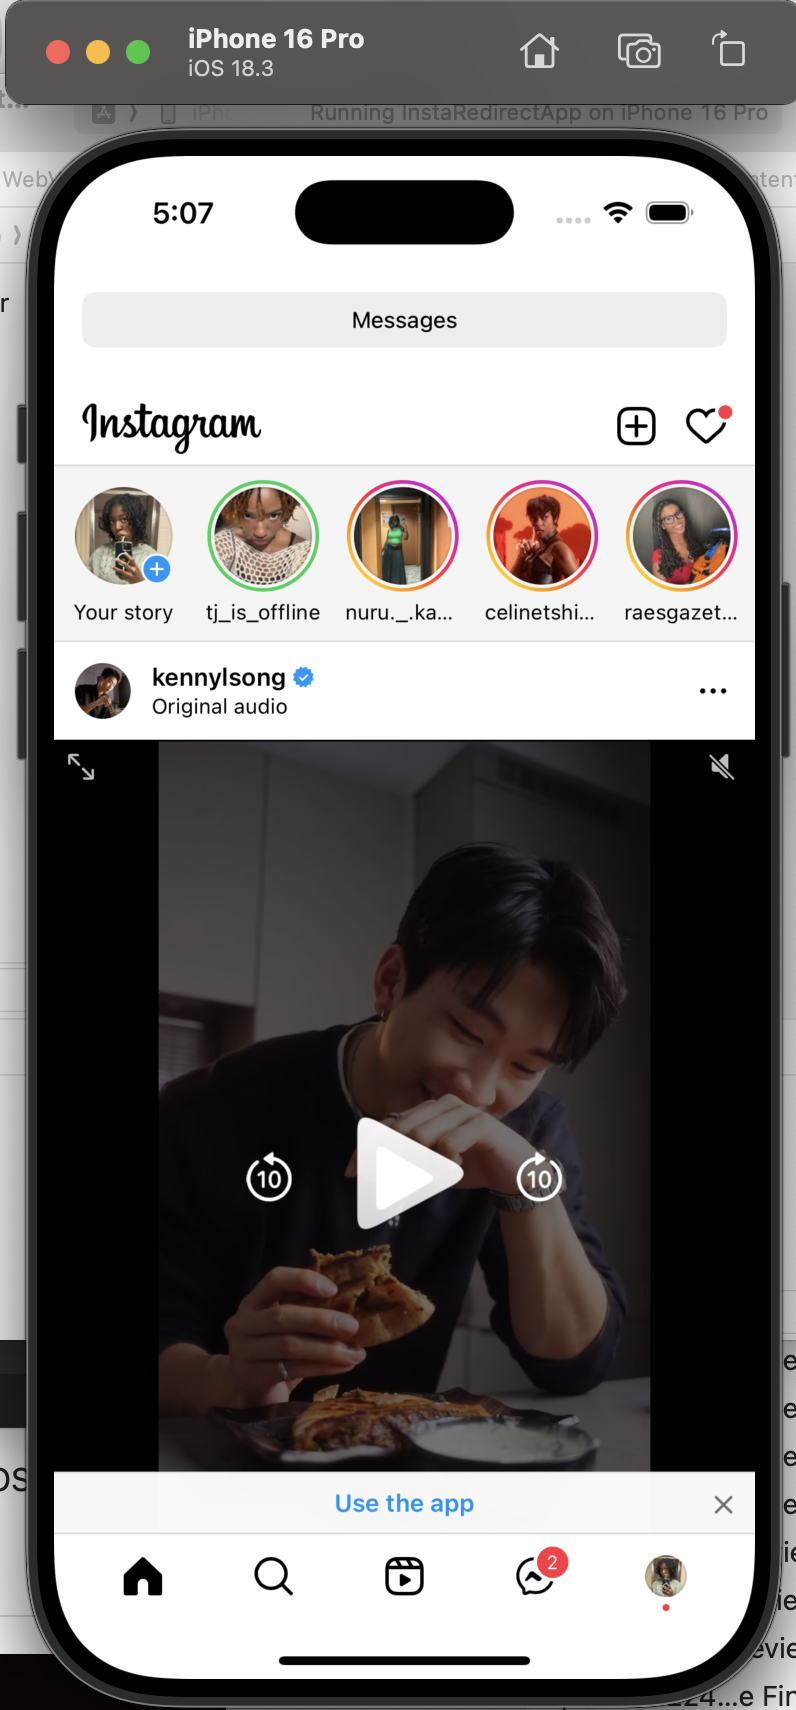 iPhone 16 Pro
iOS 18.3
Running InstaRedirectApp on iPhone 16 Pro
5:07
Messages
Instagram
Your story
tj_is_offline
nuru._.ka...
celinetshi...
raesgazet...
kennylsong
Original audio
10
10
Use the app
2